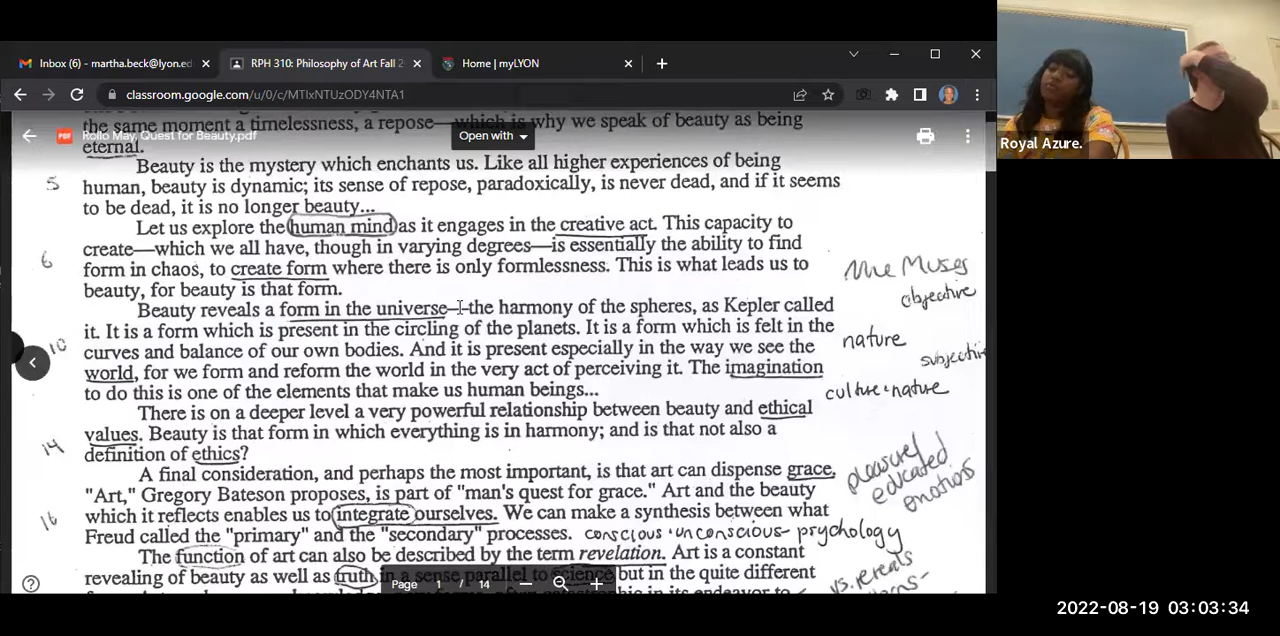 Inbox (6) - martha.beck@lyon.ed
RPH 310: Philosophy of Art Fall 2
Home | myLYON
classroom.google.com/u/0/c/MTIxNTUzODY4NTA1
the same moment a timelessness, a repose—which is why we speak of beauty as being
Rollo May, Quest for Beauty.pdf
Open with
eternal.
Beauty is the mystery which enchants us. Like all higher experiences of being
5
human, beauty is dynamic; its sense of repose, paradoxically, is never dead, and if it seems
to be dead, it is no longer beauty...
Let us explore the human mind as it engages in the creative act. This capacity to
create—which we all have, though in varying degrees—is essentially the ability to find
6
form in chaos, to create form where there is only formlessness. This is what leads us to
beauty, for beauty is that form.
Muses
objective
Beauty reveals a form in the universe—the harmony of the spheres, as Kepler called
it. It is a form which is present in the circling of the planets. It is a form which is felt in the
10
curves and balance of our own bodies. And it is present especially in the way we see the
nature
subjective
world, for we form and reform the world in the very act of perceiving it. The imagination
to do this is one of the elements that make us human beings...
culture + nature
There is on a deeper level a very powerful relationship between beauty and ethical
values. Beauty is that form in which everything is in harmony; and is that not also a
14
definition of ethics?
A final consideration, and perhaps the most important, is that art can dispense grace.
pleasure/
educated
emotions
"Art," Gregory Bateson proposes, is part of "man's quest for grace." Art and the beauty
16
which it reflects enables us to integrate ourselves. We can make a synthesis between what
Freud called the "primary" and the "secondary" processes. conscious + unconscious - psychology
The function of art can also be described by the term revelation. Art is a constant
revealing of beauty as well as truth in a sense parallel to science but in the quite different
vs. reveals
Page 1 / 14
in its endeavor to
Royal Azure.
2022-08-19 03:03:34